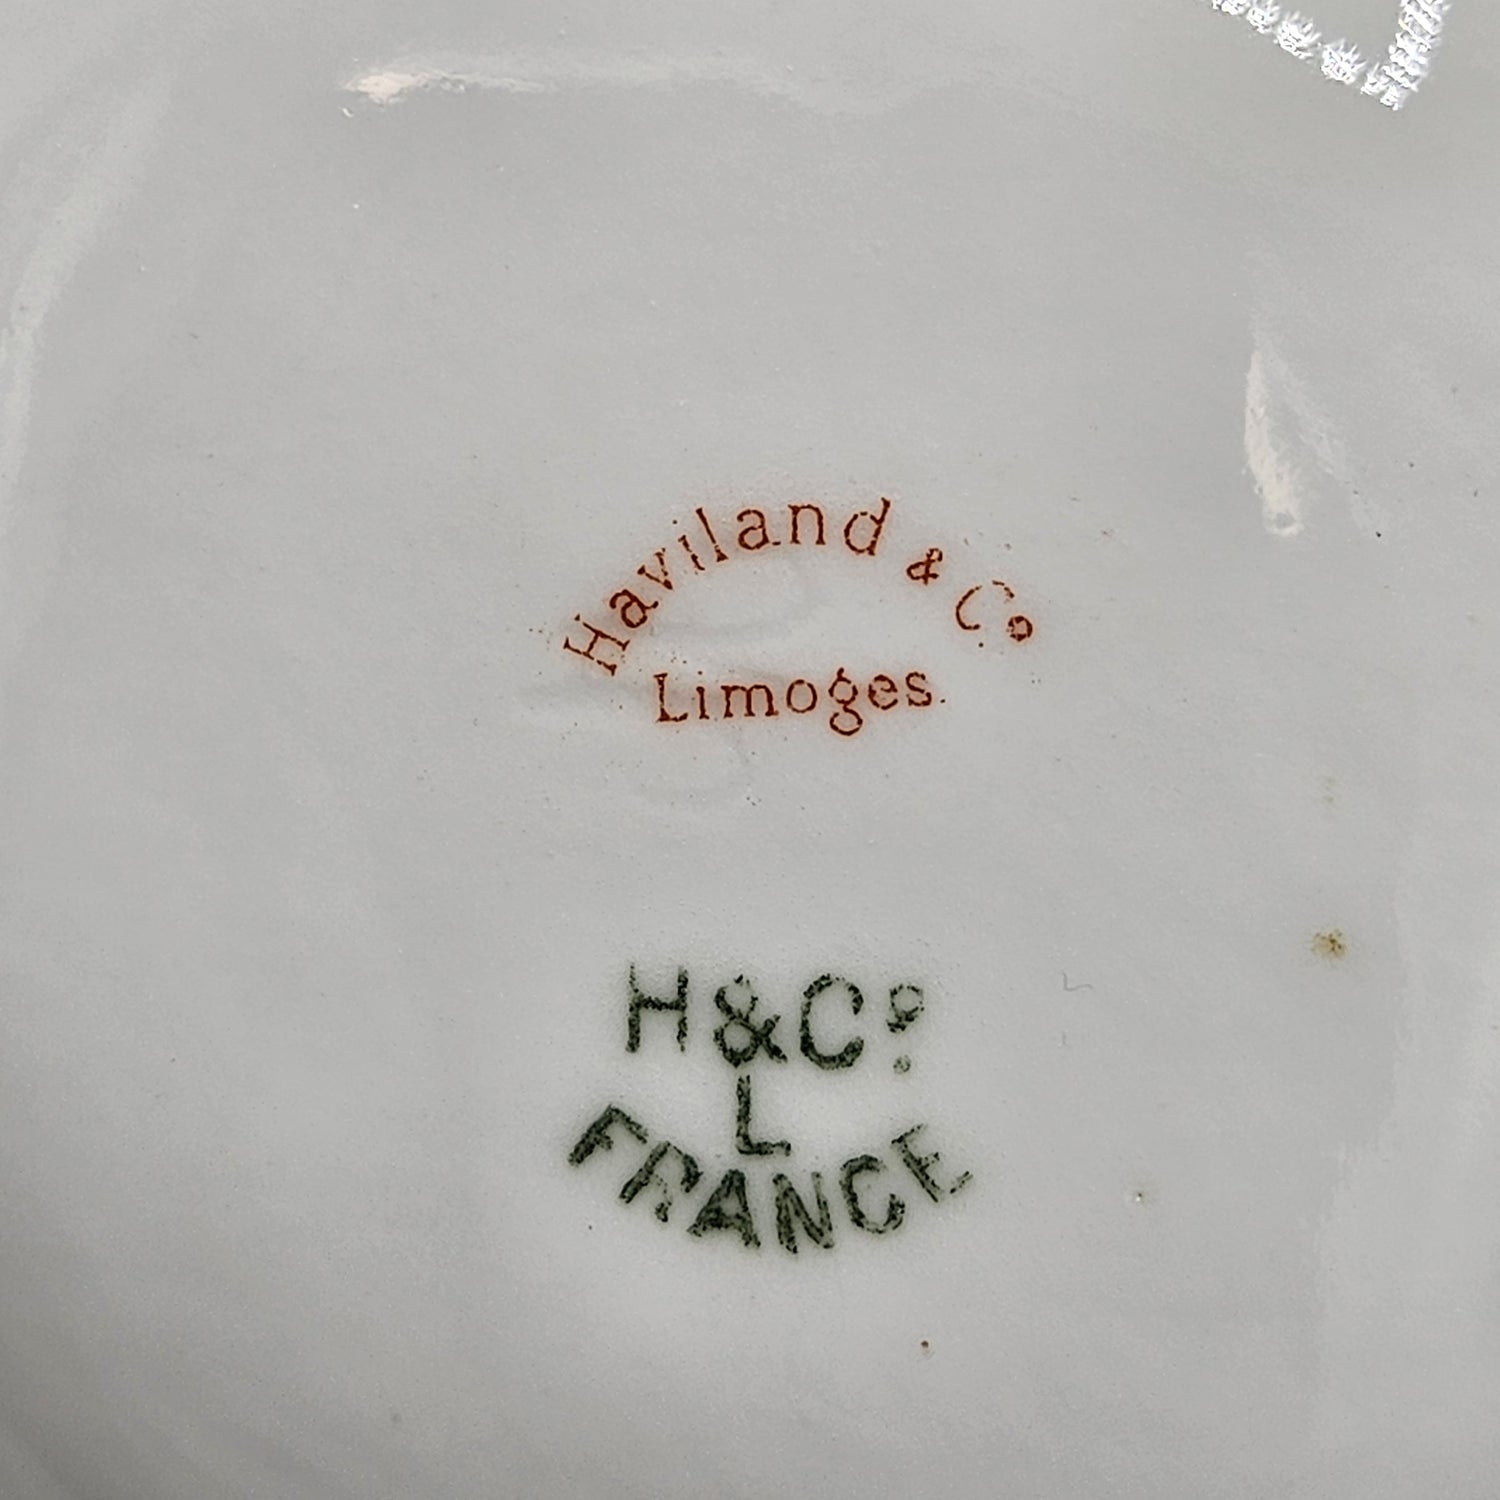 Haviland & Co
Limoges.
H & Co.
L
FRANCE